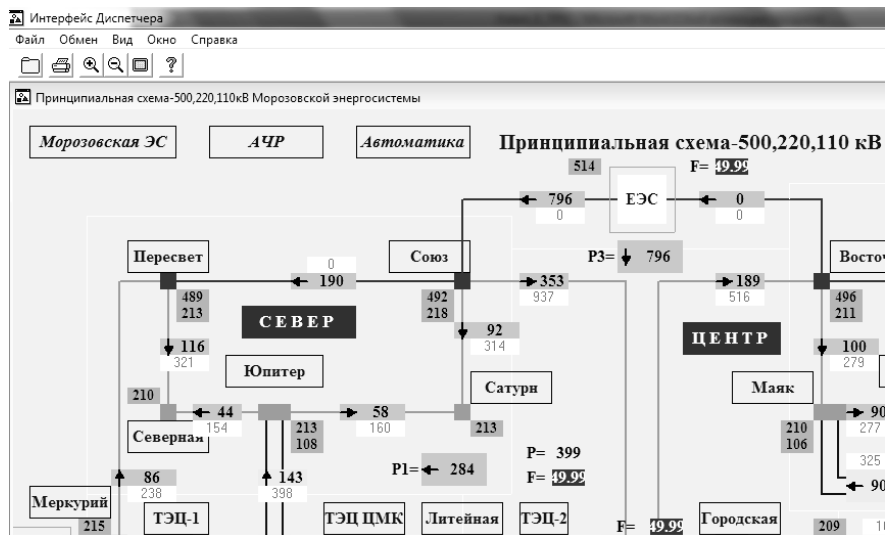 Интерфейс Диспетчера
Файл Обмен Вид Окно Справка
Принципиальная схема-500,220,110кВ Морозовской энергосистемы
Морозовская ЭС АЧР Автоматика Принципиальная схема-500,220,110 кВ
514 F= 49.99
796 ЕЭС 0
0 0
Пересвет Союз P3= 796 Восточ
0
190 353 189
489 492 937 516 496
213 218 211
СЕВЕР 92 ЦЕНТР
116 314 100
321 279
Юпитер
210 Сатурн Маяк
44 58 90
154 160 277
Северная 213 213 210
108 106
P= 399
325
P1= 284
86 143 F= 49.99 90
238 398
Меркурий
215 ТЭЦ-1 ТЭЦ ЦМК Литейная ТЭЦ-2 F= 49.99 Городская 209